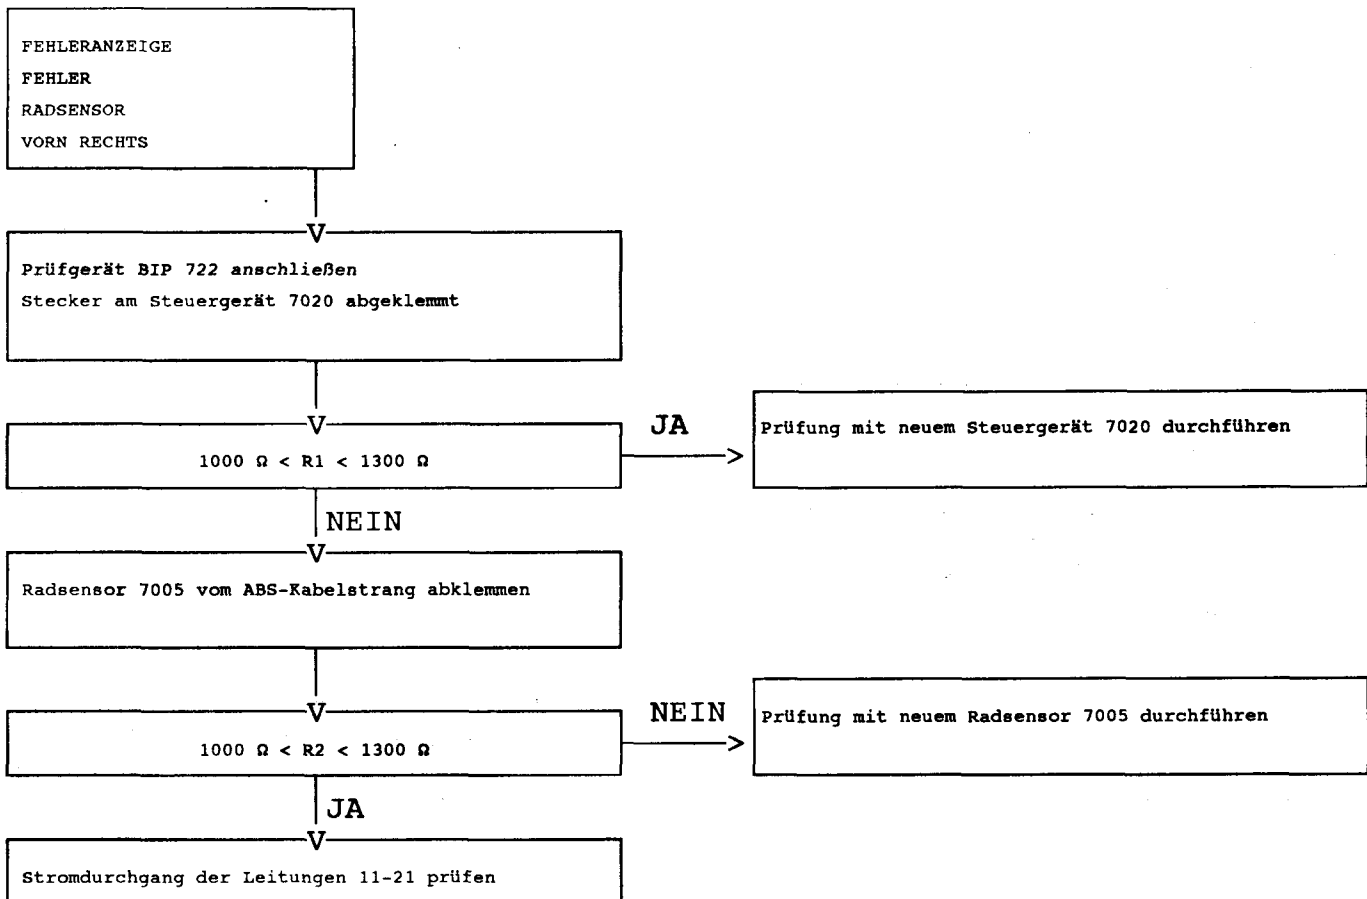 FEHLERANZEIGE
FEHLER
RADSENSOR
VORN RECHTS
V
Prüfgerät BIP 722 anschließen
Stecker am Steuergerät 7020 abgeklemmt
V
1000 Ω < R1 < 1300 Ω
JA
>
Prüfung mit neuem Steuergerät 7020 durchführen
NEIN
V
Radsensor 7005 vom ABS-Kabelstrang abklemmen
V
1000 Ω < R2 < 1300 Ω
NEIN
>
Prüfung mit neuem Radsensor 7005 durchführen
JA
V
Stromdurchgang der Leitungen 11-21 prüfen